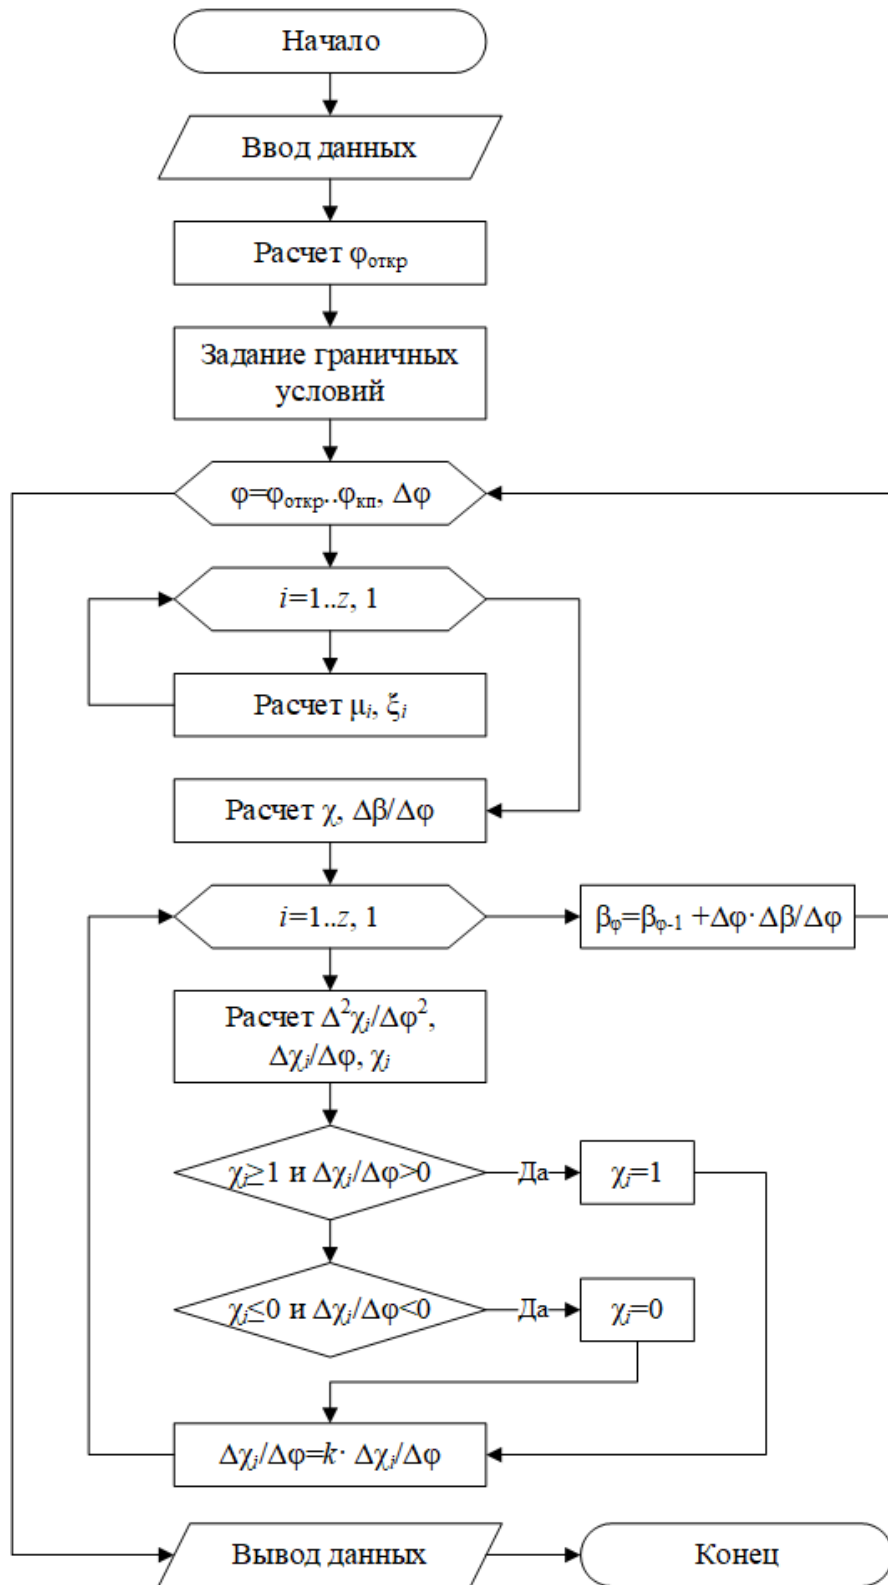 Начало
Ввод данных
Расчет φоткр
Задание граничных
условий
φ=φоткр..φкп, Δφ
i=1..z, 1
Расчет μi, ξi
Расчет χ, Δβ/Δφ
i=1..z, 1
βφ=βφ-1 +Δφ·Δβ/Δφ
Расчет Δ²χi/Δφ²,
Δχi/Δφ, χi
χi≥1 и Δχi/Δφ>0
Да
χi=1
χi≤0 и Δχi/Δφ<0
Да
χi=0
Δχi/Δφ=k· Δχi/Δφ
Вывод данных
Конец